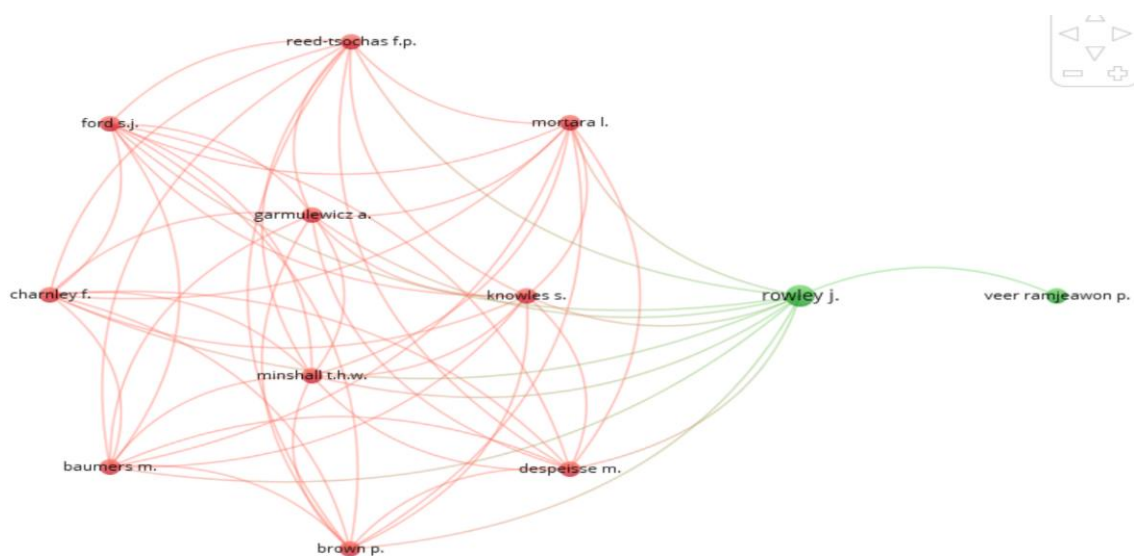 reed-tsochas f.p.
ford s.j.
mortara l.
garmulewicz a.
charnley f.
knowles s.
rowley j.
veer ramjeawon p.
minshall t.h.w.
baumers m.
despeisse m.
brown p.